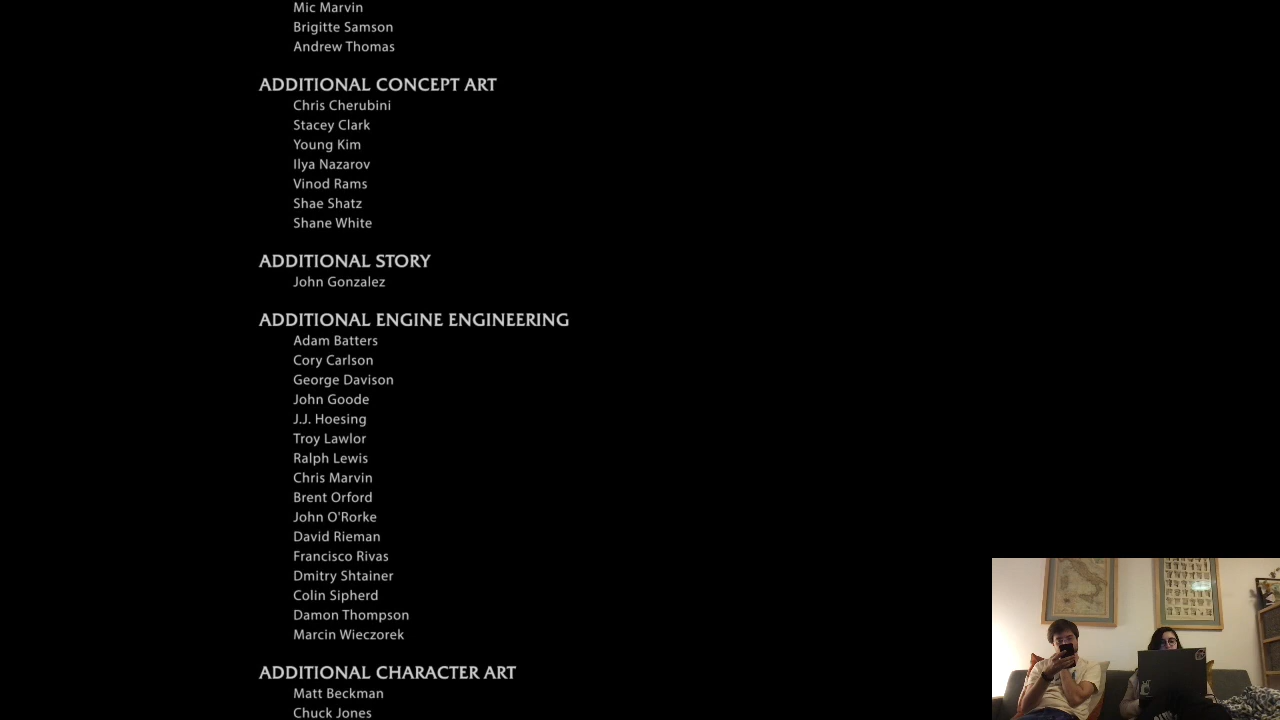 Mic Marvin
Brigitte Samson
Andrew Thomas
ADDITIONAL CONCEPT ART
Chris Cherubini
Stacey Clark
Young Kim
Ilya Nazarov
Vinod Rams
Shae Shatz
Shane White
ADDITIONAL STORY
John Gonzalez
ADDITIONAL ENGINE ENGINEERING
Adam Batters
Cory Carlson
George Davison
John Goode
J.J. Hoesing
Troy Lawlor
Ralph Lewis
Chris Marvin
Brent Orford
John O'Rorke
David Rieman
Francisco Rivas
Dmitry Shtainer
Colin Sipherd
Damon Thompson
Marcin Wieczorek
ADDITIONAL CHARACTER ART
Matt Beckman
Chuck Jones